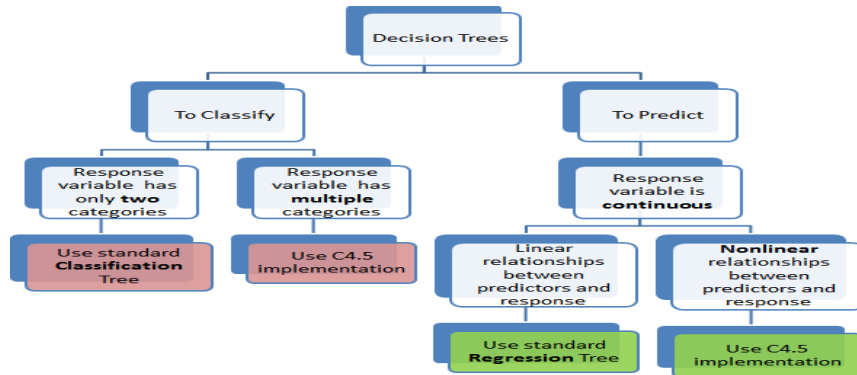 Decision Trees
To Classify
To Predict
Response
variable has
only two
categories
Response
variable has
multiple
categories
Response
variable is
continuous
Use standard
Classification
Tree
Use C4.5
implementation
Linear
relationships
between
predictors and
response
Nonlinear
relationships
between
predictors and
response
Use standard
Regression Tree
Use C4.5
implementation